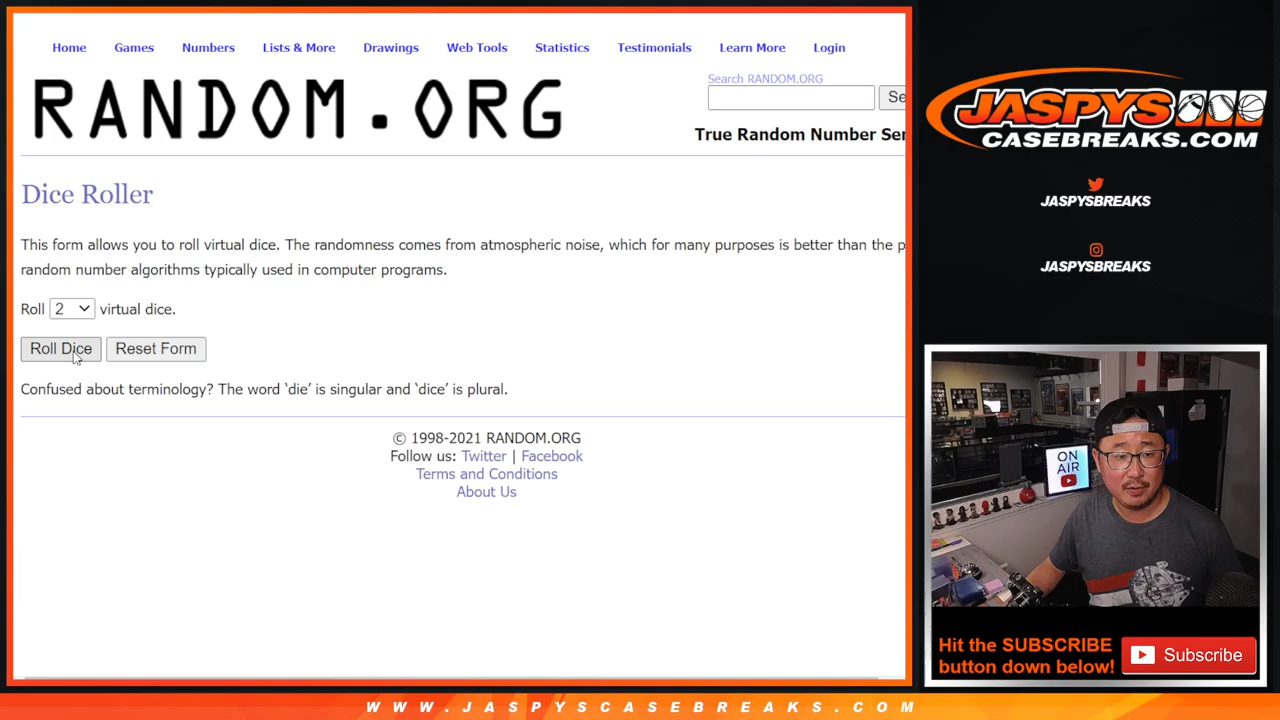 Home Games Numbers Lists & More Drawings Web Tools Statistics Testimonials Learn More Login
RANDOM.ORG
Search RANDOM.ORG
Se
True Random Number Ser
Dice Roller
This form allows you to roll virtual dice. The randomness comes from atmospheric noise, which for many purposes is better than the p
random number algorithms typically used in computer programs.
Roll 2 virtual dice.
Roll Dice Reset Form
Confused about terminology? The word ‘die’ is singular and ‘dice’ is plural.
© 1998-2021 RANDOM.ORG
Follow us: Twitter | Facebook
Terms and Conditions
About Us
JASPYS
CASEBREAKS.COM
JASPYSBREAKS
JASPYSBREAKS
ON
AIR
Hit the SUBSCRIBE
button down below!
Subscribe
WWW.JASPYSCASEBREAKS.COM